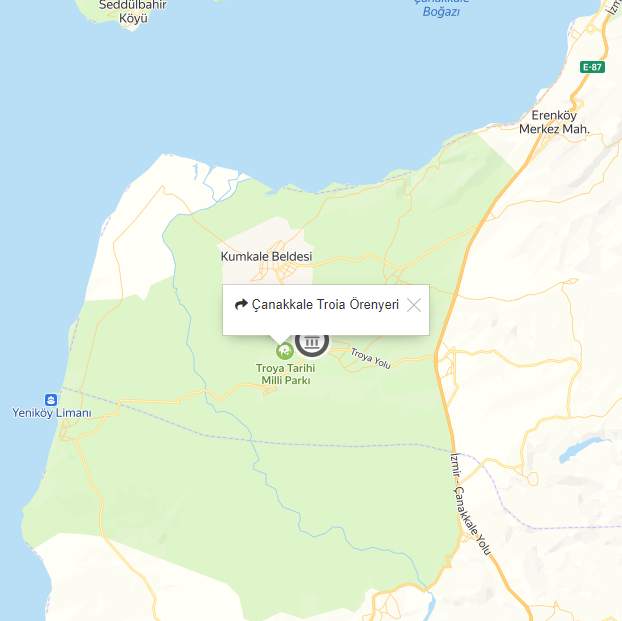 Seddülbahir
Köyü
Çanakkale
Boğazı
E-87
Erenköy
Merkez Mah.
Kumkale Beldesi
Çanakkale Troia Örenyeri
Troya Yolu
Troya Tarihi
Milli Parkı
Yeniköy Limanı
İzmir - Çanakkale Yolu